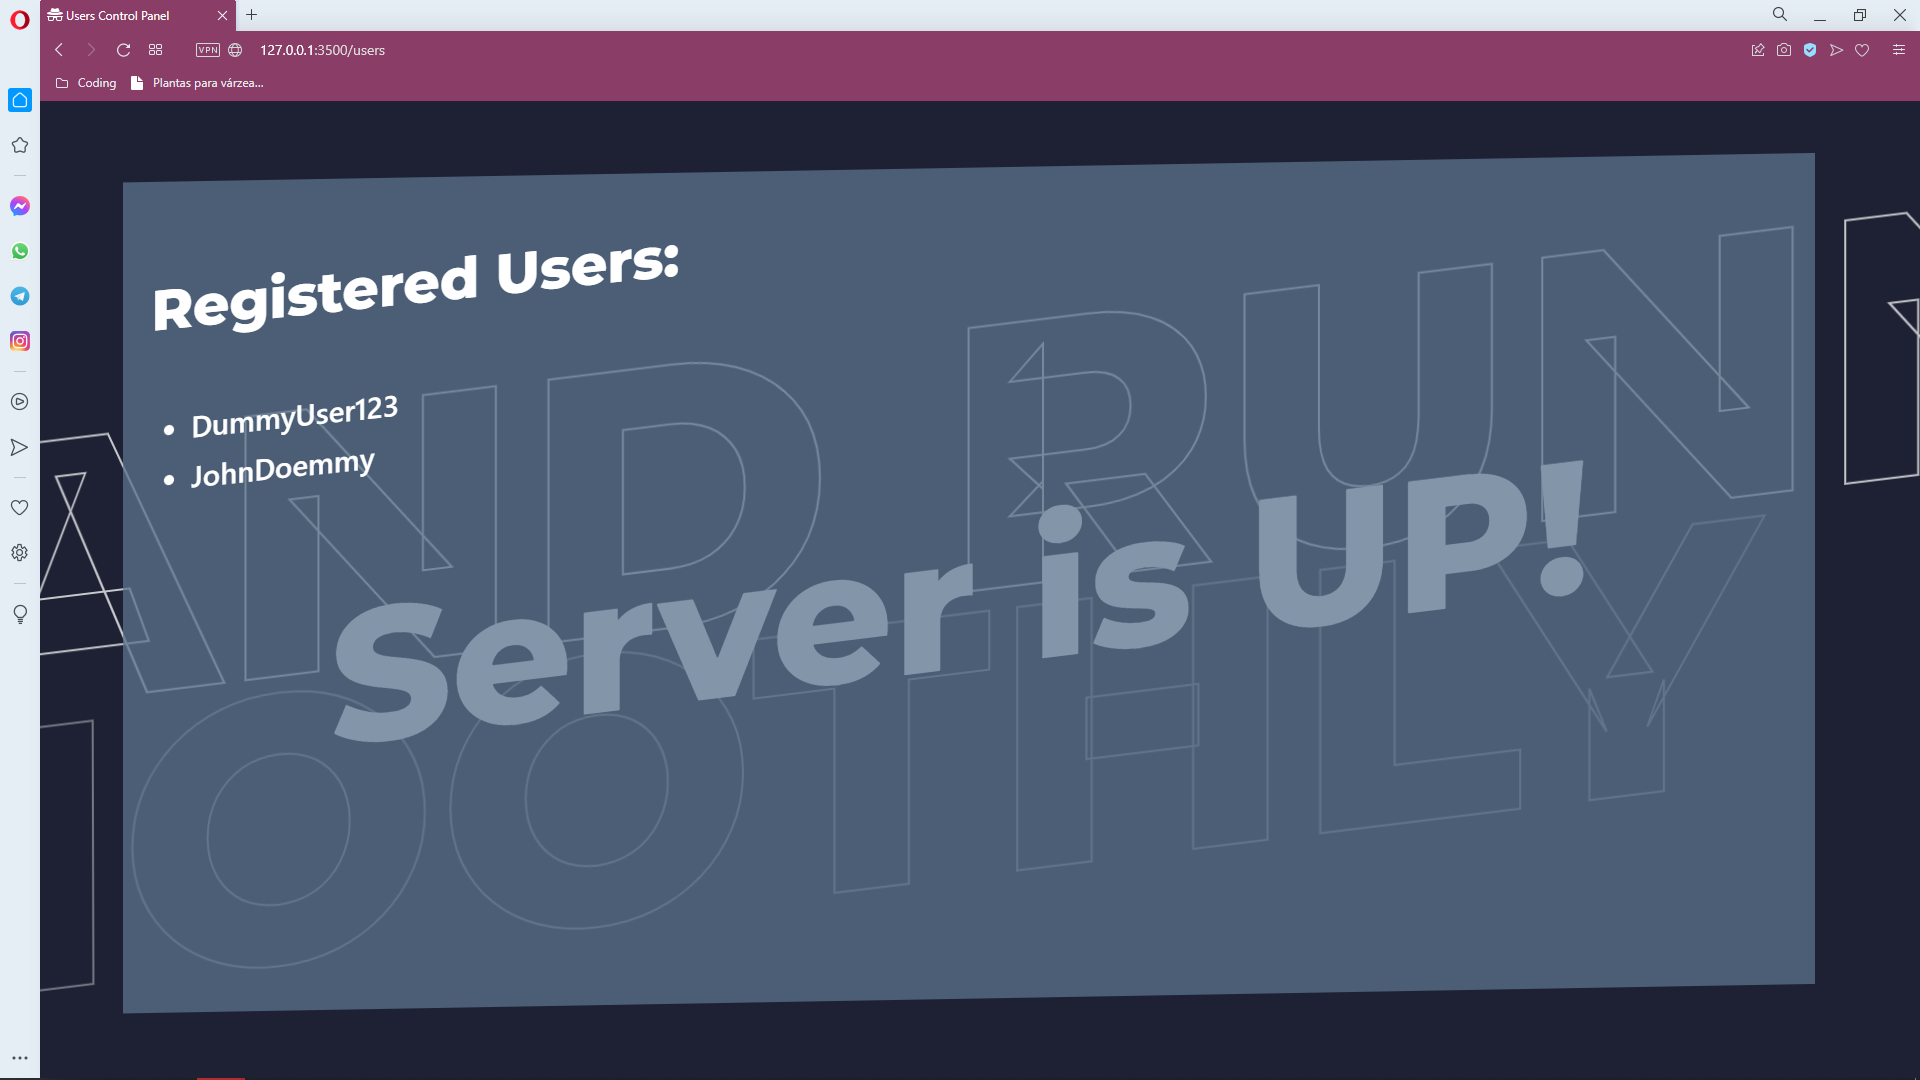 Users Control Panel
VPN
127.0.0.1:3500/users
Coding
Plantas para várzea...
Registered Users:
DummyUser123
JohnDoemmy
AND RUN
Server is UP!
OOTHLY